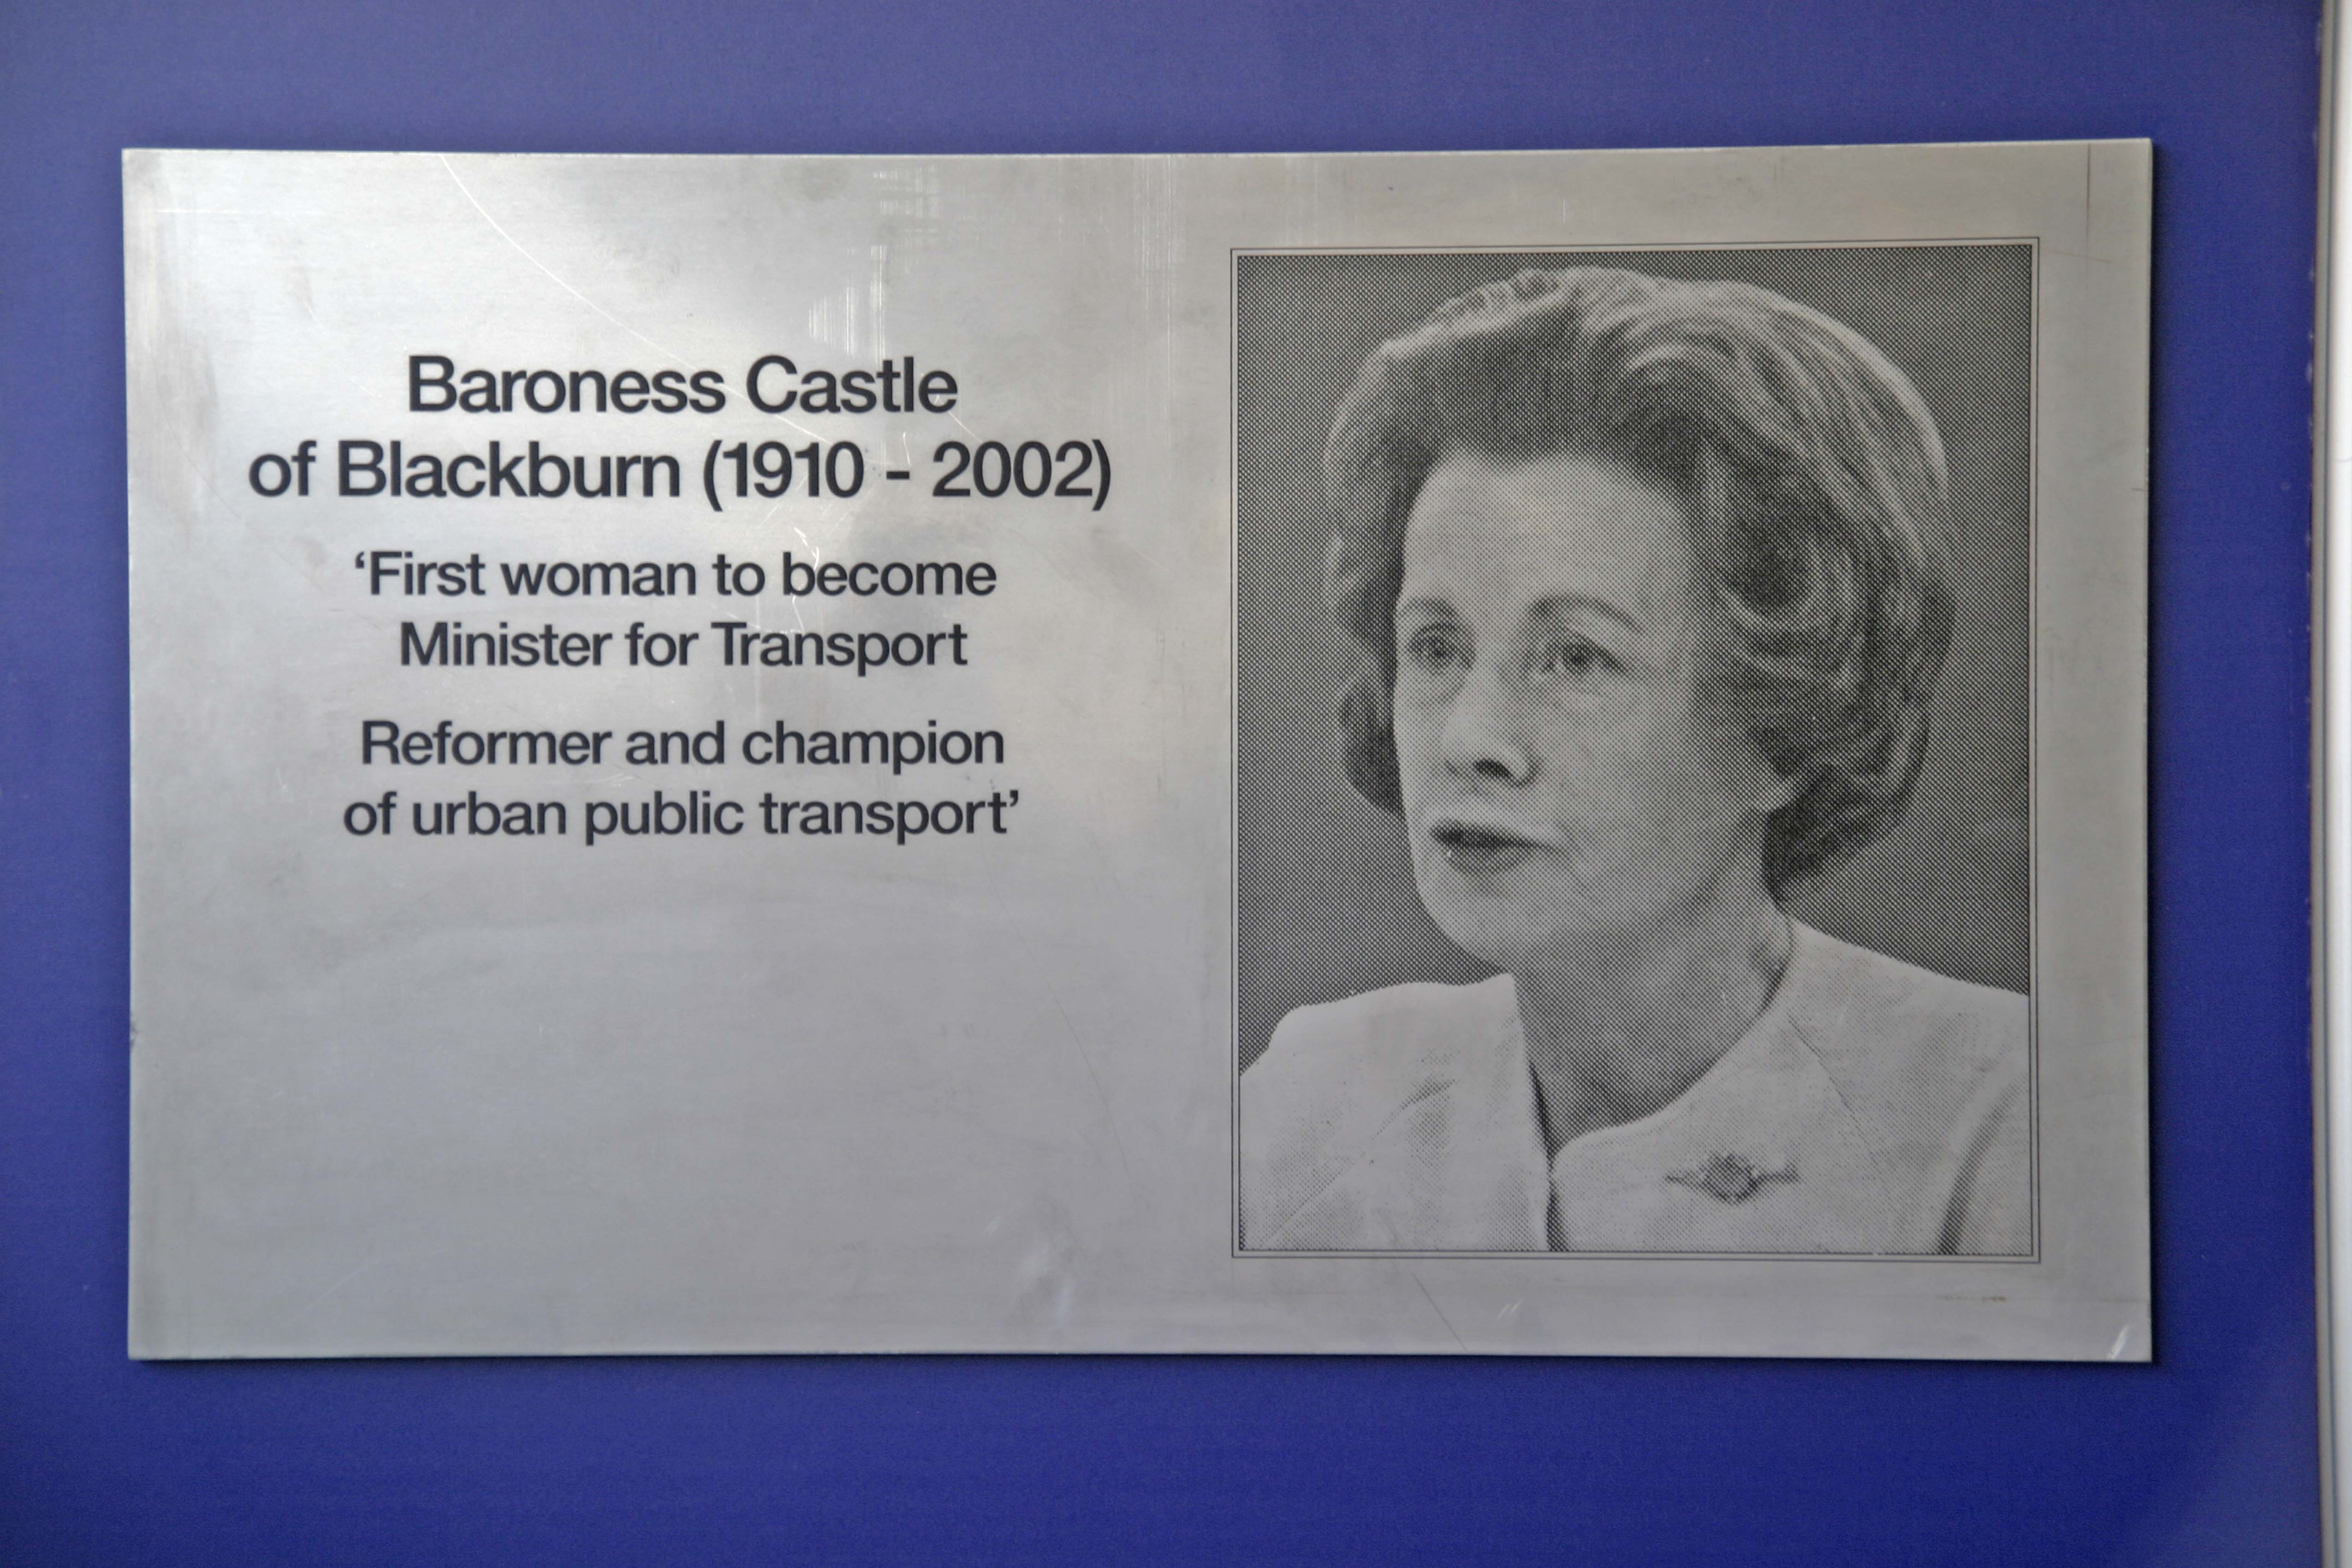 Baroness Castle
of Blackburn (1910 - 2002)
‘First woman to become
Minister for Transport
Reformer and champion
of urban public transport’